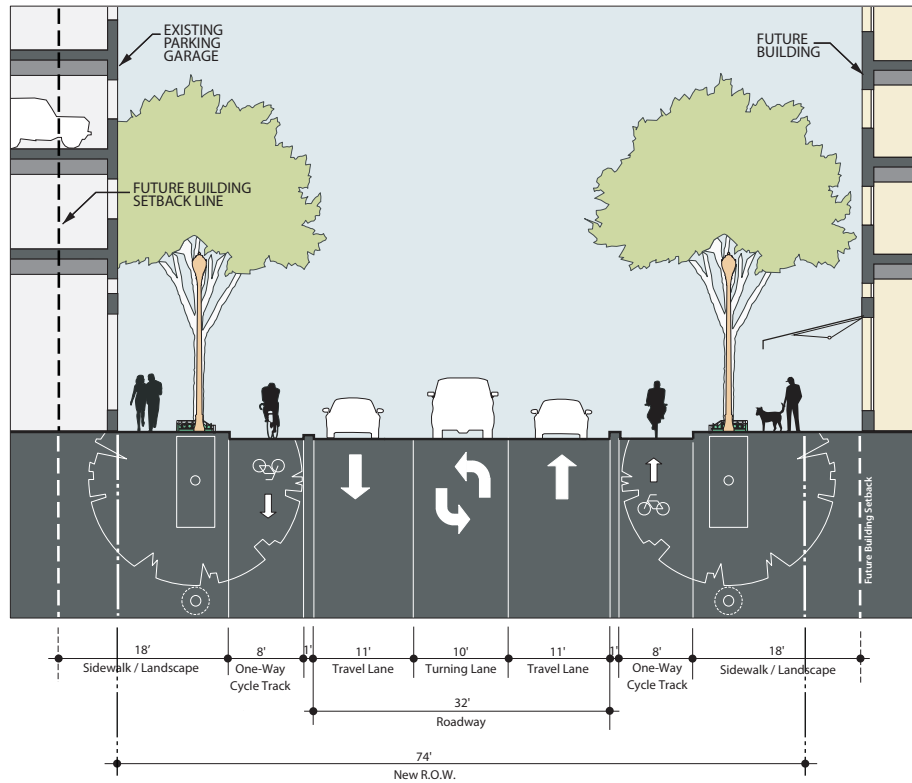 EXISTING
PARKING
GARAGE
FUTURE
BUILDING
FUTURE BUILDING
SETBACK LINE
Future Building Setback
18'
8'
1'
11'
10'
11'
1'
8'
18'
Sidewalk / Landscape
One-Way
Cycle Track
Travel Lane
Turning Lane
Travel Lane
One-Way
Cycle Track
Sidewalk / Landscape
32'
Roadway
74'
New R.O.W.